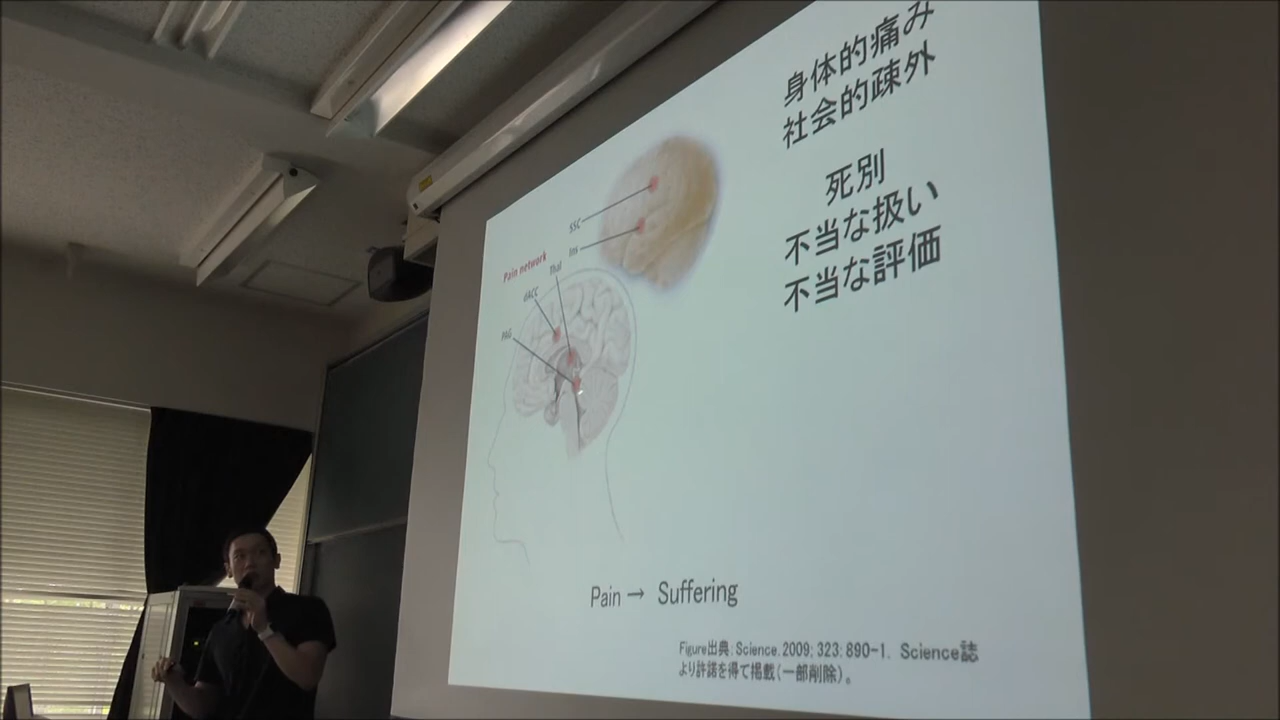 身体的痛み
社会的疎外
死別
不当な扱い
不当な評価
SSC
Ins
Pain network
Thal
dACC
PAG
Pain → Suffering
Figure出典: Science. 2009; 323: 890-1. Science誌
より許諾を得て掲載(一部削除)。